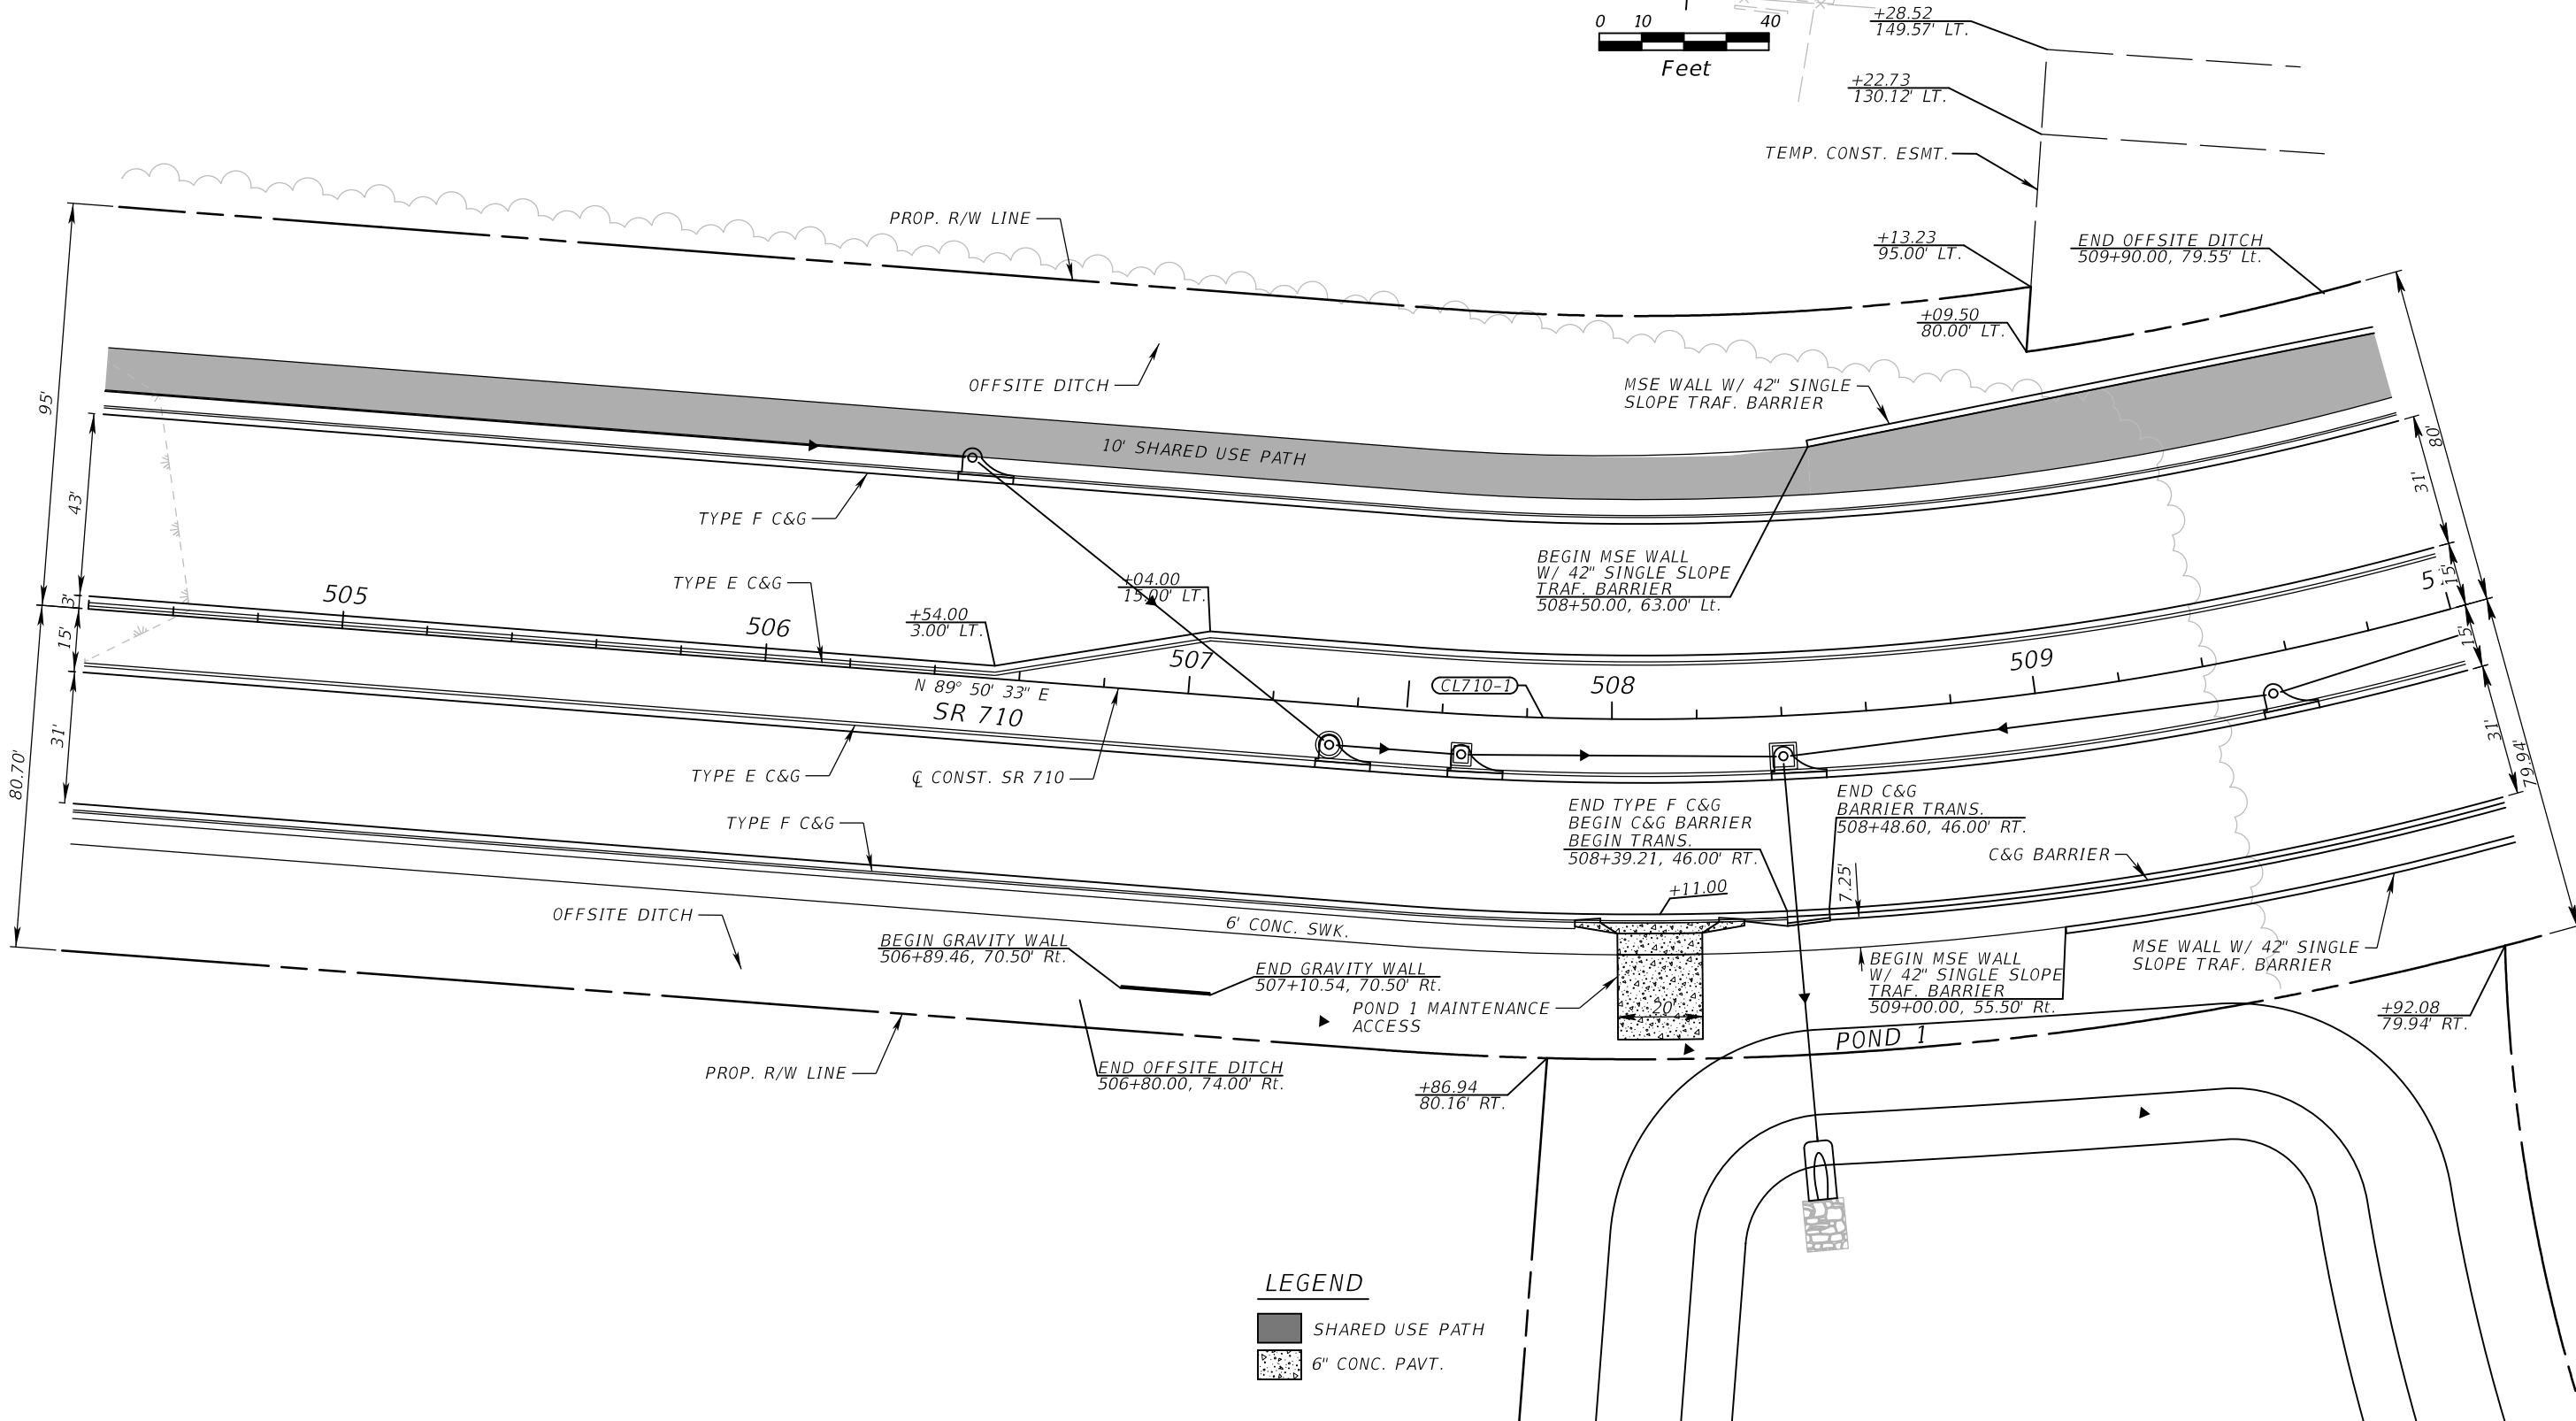 0 10 40
Feet
+28.52
149.57' LT.
+22.73
130.12' LT.
TEMP. CONST. ESMT.
+13.23
95.00' LT.
END OFFSITE DITCH
509+90.00, 79.55' Lt.
+09.50
80.00' LT.
PROP. R/W LINE
OFFSITE DITCH
MSE WALL W/ 42" SINGLE
SLOPE TRAF. BARRIER
10' SHARED USE PATH
95'
43'
3'
15'
31'
80.70'
TYPE F C&G
TYPE E C&G
505
506
+54.00
3.00' LT.
+04.00
15.00' LT.
BEGIN MSE WALL
W/ 42" SINGLE SLOPE
TRAF. BARRIER
508+50.00, 63.00' Lt.
80'
31'
15'
5
15'
31'
79.94'
507
CL710-1
508
509
N 89° 50' 33" E
SR 710
TYPE E C&G
℄ CONST. SR 710
TYPE F C&G
END TYPE F C&G
BEGIN C&G BARRIER
BEGIN TRANS.
508+39.21, 46.00' RT.
END C&G
BARRIER TRANS.
508+48.60, 46.00' RT.
C&G BARRIER
7.25'
+11.00
OFFSITE DITCH
6' CONC. SWK.
BEGIN GRAVITY WALL
506+89.46, 70.50' Rt.
END GRAVITY WALL
507+10.54, 70.50' Rt.
POND 1 MAINTENANCE
ACCESS
20'
BEGIN MSE WALL
W/ 42" SINGLE SLOPE
TRAF. BARRIER
509+00.00, 55.50' Rt.
MSE WALL W/ 42" SINGLE
SLOPE TRAF. BARRIER
+92.08
79.94' RT.
POND 1
PROP. R/W LINE
END OFFSITE DITCH
506+80.00, 74.00' Rt.
+86.94
80.16' RT.
LEGEND
SHARED USE PATH
6" CONC. PAVT.